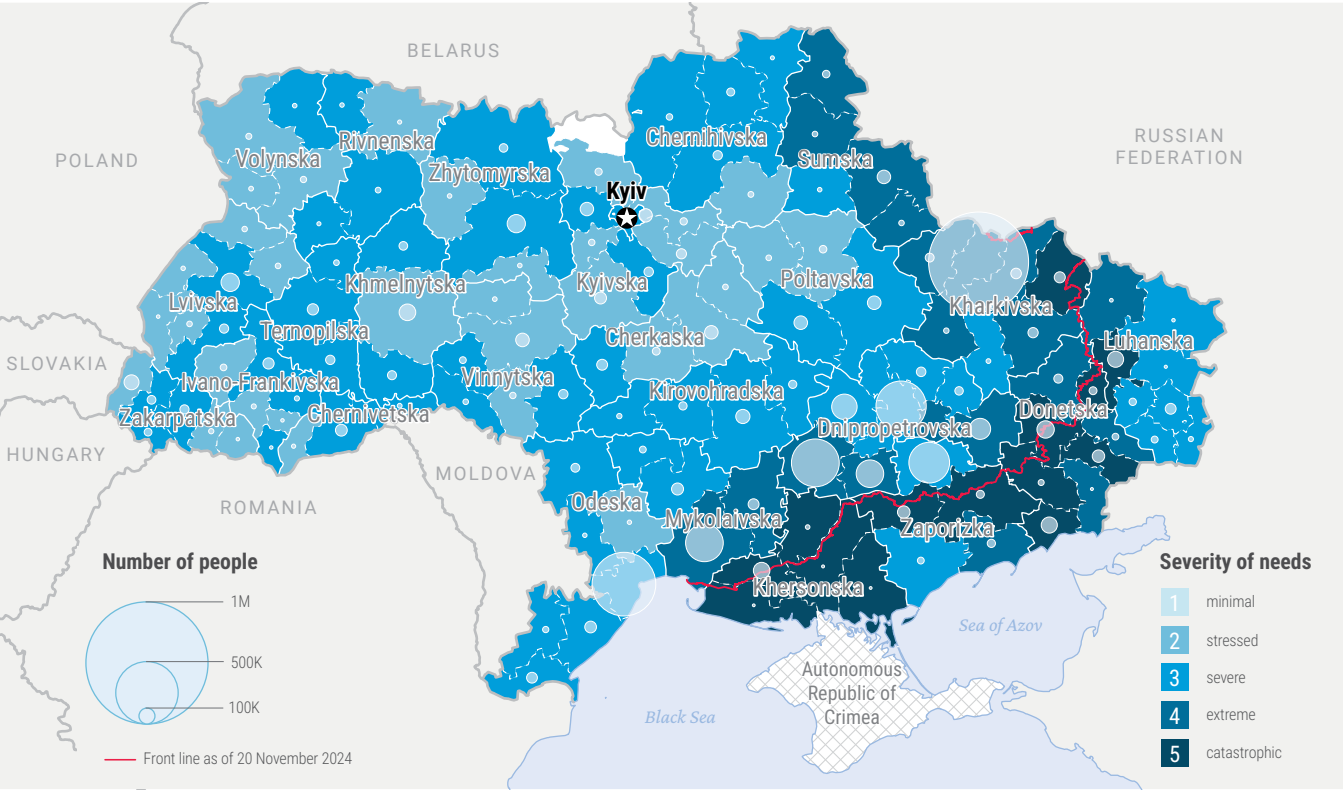 BELARUS
POLAND
RUSSIAN
FEDERATION
SLOVAKIA
HUNGARY
ROMANIA
MOLDOVA
Volynska
Rivnenska
Zhytomyrska
Chernihivska
Sumska
Kyiv
Lvivska
Khmelnytska
Ternopilska
Kyivska
Poltavska
Kharkivska
Cherkaska
Luhanska
Ivano-Frankivska
Vinnytska
Kirovohradska
Zakarpatska
Chernivetska
Donetska
Dnipropetrovska
Odeska
Mykolaivska
Zaporizka
Khersonska
Sea of Azov
Black Sea
Autonomous
Republic of
Crimea
Number of people
1M
500K
100K
Front line as of 20 November 2024
Severity of needs
1 minimal
2 stressed
3 severe
4 extreme
5 catastrophic